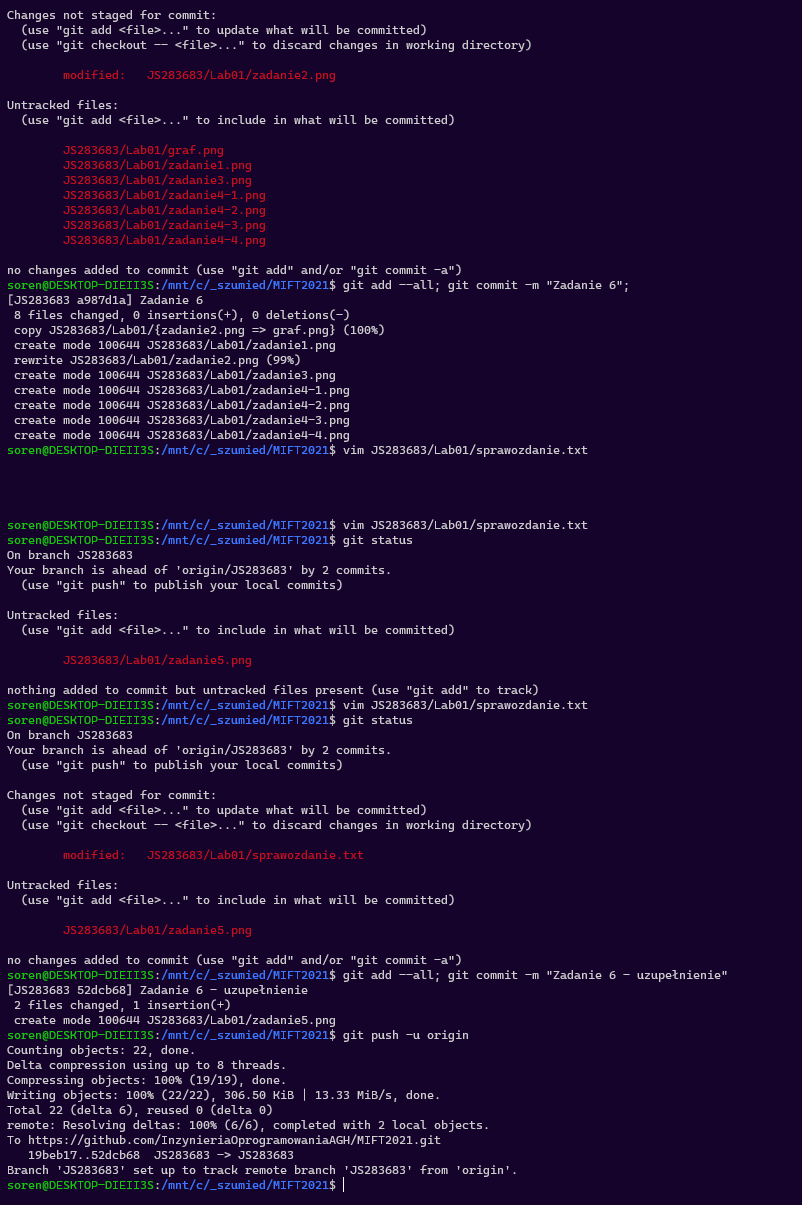 Changes not staged for commit:
  (use "git add <file>..." to update what will be committed)
  (use "git checkout -- <file>..." to discard changes in working directory)
        modified:   JS283683/Lab01/zadanie2.png
Untracked files:
  (use "git add <file>..." to include in what will be committed)
        JS283683/Lab01/graf.png
        JS283683/Lab01/zadanie1.png
        JS283683/Lab01/zadanie3.png
        JS283683/Lab01/zadanie4-1.png
        JS283683/Lab01/zadanie4-2.png
        JS283683/Lab01/zadanie4-3.png
        JS283683/Lab01/zadanie4-4.png
no changes added to commit (use "git add" and/or "git commit -a")
soren@DESKTOP-DIEII3S:/mnt/c/_szumied/MIFT2021$ git add --all; git commit -m "Zadanie 6";
[JS283683 a987d1a] Zadanie 6
 8 files changed, 0 insertions(+), 0 deletions(-)
 copy JS283683/Lab01/{zadanie2.png => graf.png} (100%)
 create mode 100644 JS283683/Lab01/zadanie1.png
 rewrite JS283683/Lab01/zadanie2.png (99%)
 create mode 100644 JS283683/Lab01/zadanie3.png
 create mode 100644 JS283683/Lab01/zadanie4-1.png
 create mode 100644 JS283683/Lab01/zadanie4-2.png
 create mode 100644 JS283683/Lab01/zadanie4-3.png
 create mode 100644 JS283683/Lab01/zadanie4-4.png
soren@DESKTOP-DIEII3S:/mnt/c/_szumied/MIFT2021$ vim JS283683/Lab01/sprawozdanie.txt
soren@DESKTOP-DIEII3S:/mnt/c/_szumied/MIFT2021$ vim JS283683/Lab01/sprawozdanie.txt
soren@DESKTOP-DIEII3S:/mnt/c/_szumied/MIFT2021$ git status
On branch JS283683
Your branch is ahead of 'origin/JS283683' by 2 commits.
  (use "git push" to publish your local commits)
Untracked files:
  (use "git add <file>..." to include in what will be committed)
        JS283683/Lab01/zadanie5.png
nothing added to commit but untracked files present (use "git add" to track)
soren@DESKTOP-DIEII3S:/mnt/c/_szumied/MIFT2021$ vim JS283683/Lab01/sprawozdanie.txt
soren@DESKTOP-DIEII3S:/mnt/c/_szumied/MIFT2021$ git status
On branch JS283683
Your branch is ahead of 'origin/JS283683' by 2 commits.
  (use "git push" to publish your local commits)
Changes not staged for commit:
  (use "git add <file>..." to update what will be committed)
  (use "git checkout -- <file>..." to discard changes in working directory)
        modified:   JS283683/Lab01/sprawozdanie.txt
Untracked files:
  (use "git add <file>..." to include in what will be committed)
        JS283683/Lab01/zadanie5.png
no changes added to commit (use "git add" and/or "git commit -a")
soren@DESKTOP-DIEII3S:/mnt/c/_szumied/MIFT2021$ git add --all; git commit -m "Zadanie 6 - uzupełnienie"
[JS283683 52dcb68] Zadanie 6 - uzupełnienie
 2 files changed, 1 insertion(+)
 create mode 100644 JS283683/Lab01/zadanie5.png
soren@DESKTOP-DIEII3S:/mnt/c/_szumied/MIFT2021$ git push -u origin
Counting objects: 22, done.
Delta compression using up to 8 threads.
Compressing objects: 100% (19/19), done.
Writing objects: 100% (22/22), 306.50 KiB | 13.33 MiB/s, done.
Total 22 (delta 6), reused 0 (delta 0)
remote: Resolving deltas: 100% (6/6), completed with 2 local objects.
To https://github.com/InzynieriaOprogramowaniaAGH/MIFT2021.git
   19beb17..52dcb68  JS283683 -> JS283683
Branch 'JS283683' set up to track remote branch 'JS283683' from 'origin'.
soren@DESKTOP-DIEII3S:/mnt/c/_szumied/MIFT2021$